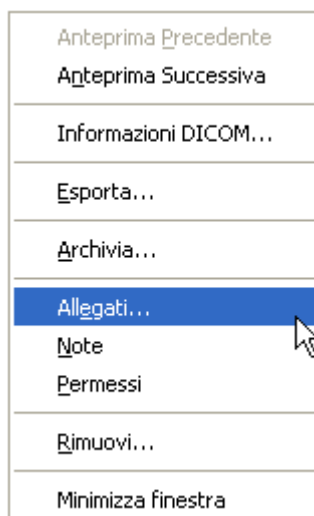 Anteprima Precedente
Anteprima Successiva
Informazioni DICOM...
Esporta...
Archivia...
Allegati...
Note
Permessi
Rimuovi...
Minimizza finestra